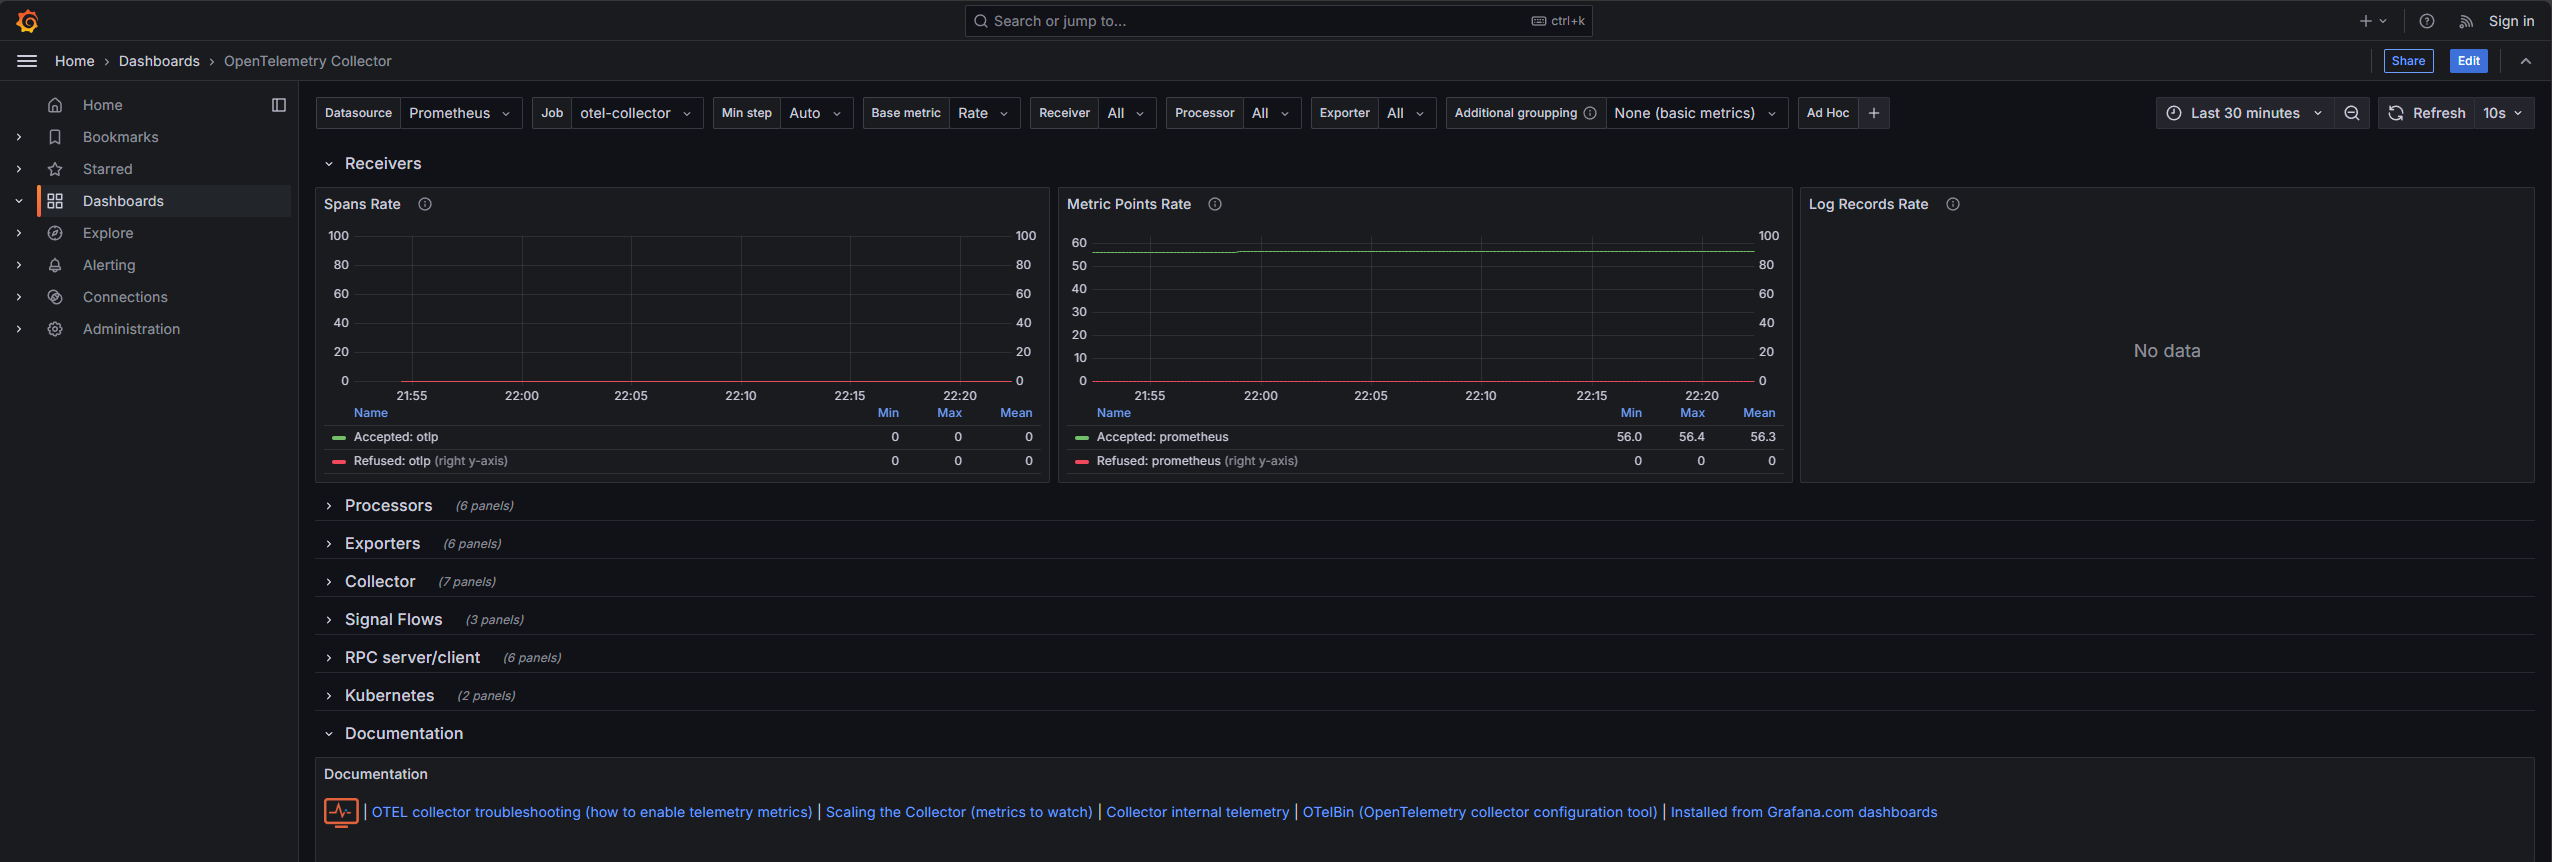 Search or jump to... ctrl+k Sign in
Home › Dashboards › OpenTelemetry Collector Share Edit
Home
Bookmarks
Starred
Dashboards
Explore
Alerting
Connections
Administration
Datasource Prometheus Job otel-collector Min step Auto Base metric Rate Receiver All Processor All Exporter All Additional groupping None (basic metrics) Ad Hoc + Last 30 minutes Refresh 10s
Receivers
Spans Rate
100 100
80 80
60 60
40 40
20 20
0 0
21:55 22:00 22:05 22:10 22:15 22:20
Name Min Max Mean
Accepted: otlp 0 0 0
Refused: otlp (right y-axis) 0 0 0
Metric Points Rate
60 100
50 80
40 60
30 40
20 20
10
0 0
21:55 22:00 22:05 22:10 22:15 22:20
Name Min Max Mean
Accepted: prometheus 56.0 56.4 56.3
Refused: prometheus (right y-axis) 0 0 0
Log Records Rate
No data
Processors (6 panels)
Exporters (6 panels)
Collector (7 panels)
Signal Flows (3 panels)
RPC server/client (6 panels)
Kubernetes (2 panels)
Documentation
Documentation
| OTEL collector troubleshooting (how to enable telemetry metrics) | Scaling the Collector (metrics to watch) | Collector internal telemetry | OTelBin (OpenTelemetry collector configuration tool) | Installed from Grafana.com dashboards